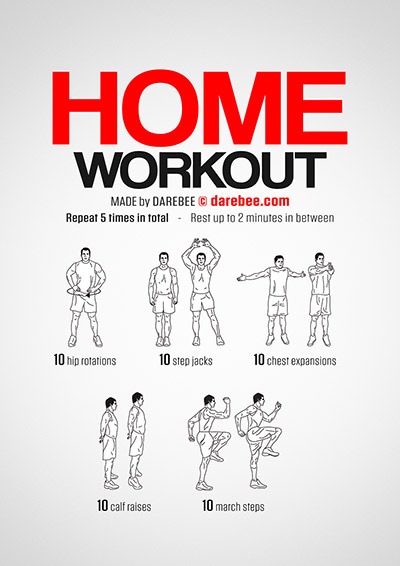 HOME
WORKOUT
MADE by DAREBEE © darebee.com
Repeat 5 times in total - Rest up to 2 minutes in between
10 hip rotations
10 step jacks
10 chest expansions
10 calf raises
10 march steps